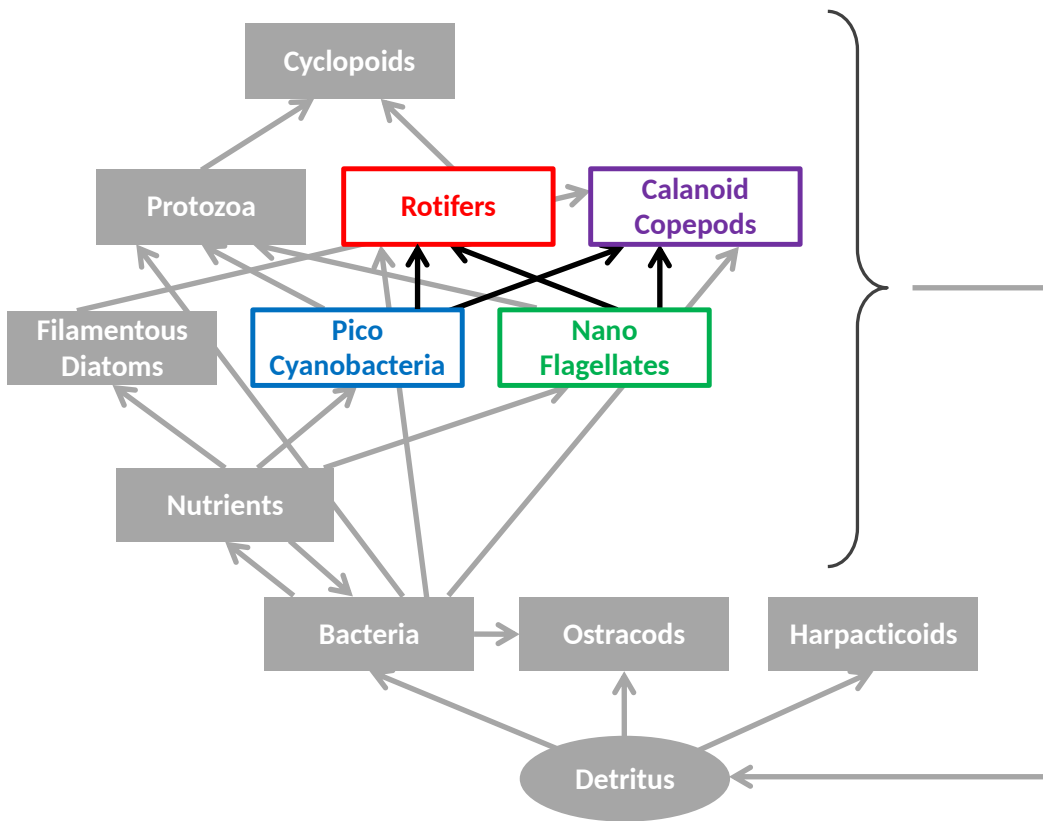 Cyclopoids
Protozoa
Rotifers
Calanoid
Copepods
Filamentous
Diatoms
Pico
Cyanobacteria
Nano
Flagellates
Nutrients
Bacteria
Ostracods
Harpacticoids
Detritus